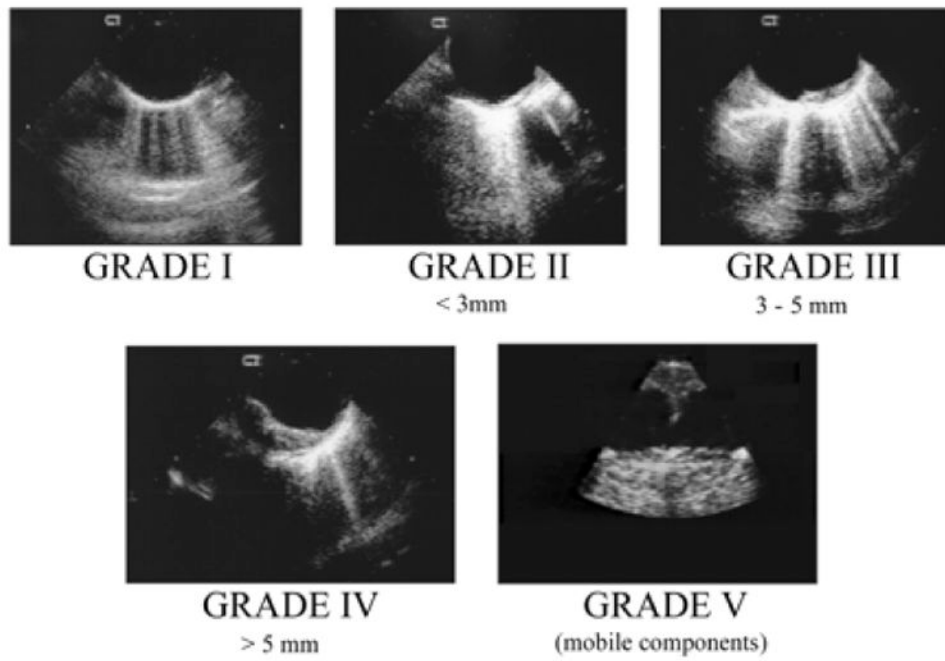 GRADE I
GRADE II
< 3mm
GRADE III
3 - 5 mm
GRADE IV
> 5 mm
GRADE V
(mobile components)